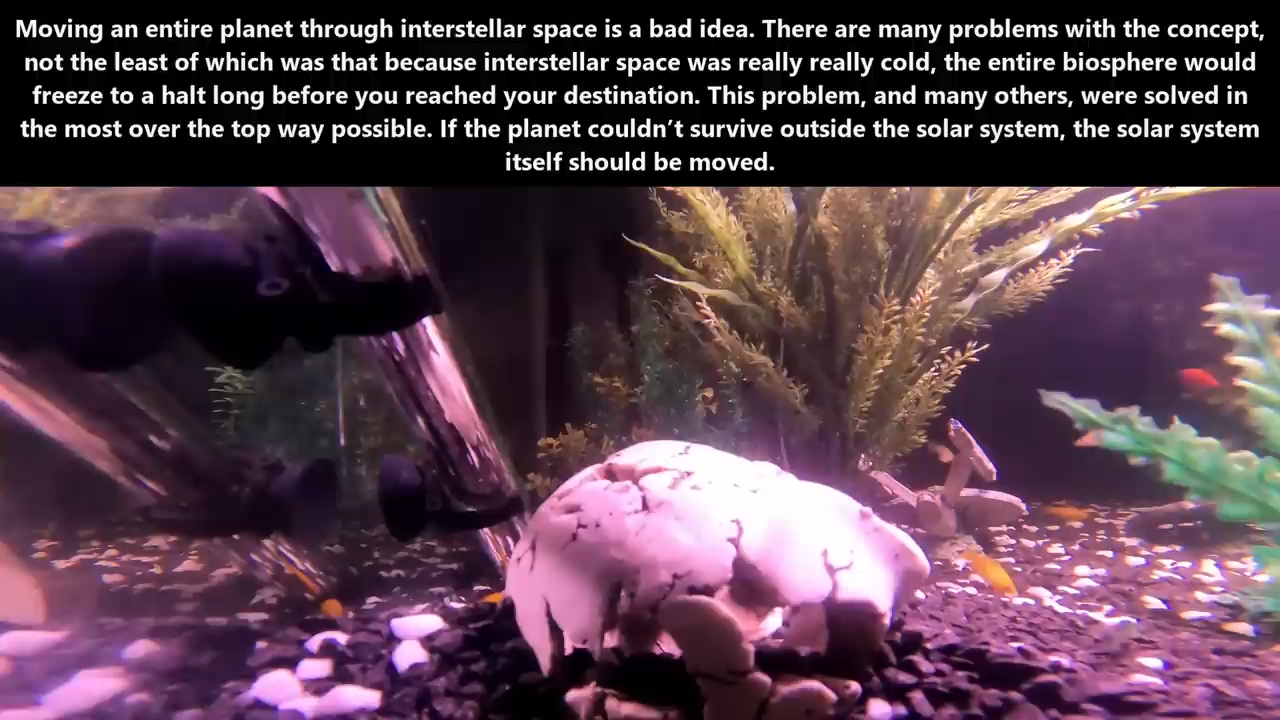 Moving an entire planet through interstellar space is a bad idea. There are many problems with the concept,
not the least of which was that because interstellar space was really really cold, the entire biosphere would
freeze to a halt long before you reached your destination. This problem, and many others, were solved in
the most over the top way possible. If the planet couldn’t survive outside the solar system, the solar system
itself should be moved.